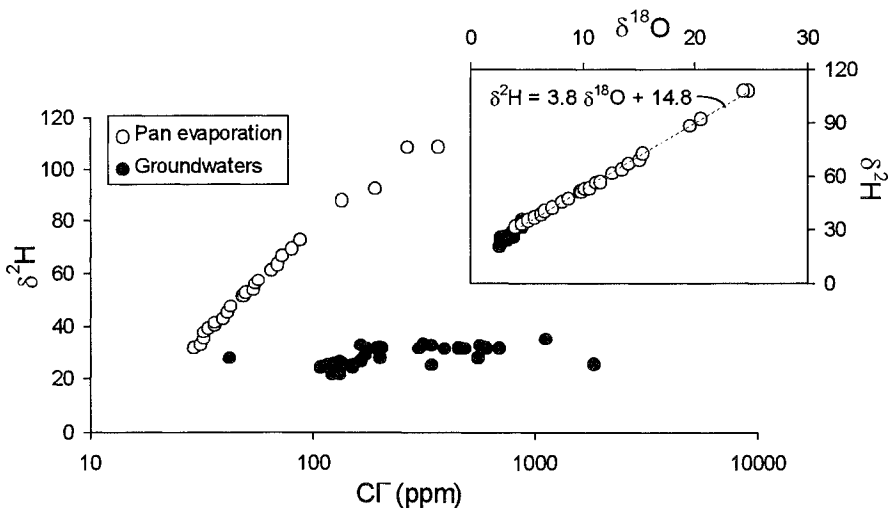 0 10 20 30
δ¹⁸O
δ²H = 3.8 δ¹⁸O + 14.8
120
90
60
30
0
δ²H
Pan evaporation
Groundwaters
120
100
80
60
40
20
0
δ²H
10 100 1000 10000
Cl⁻ (ppm)